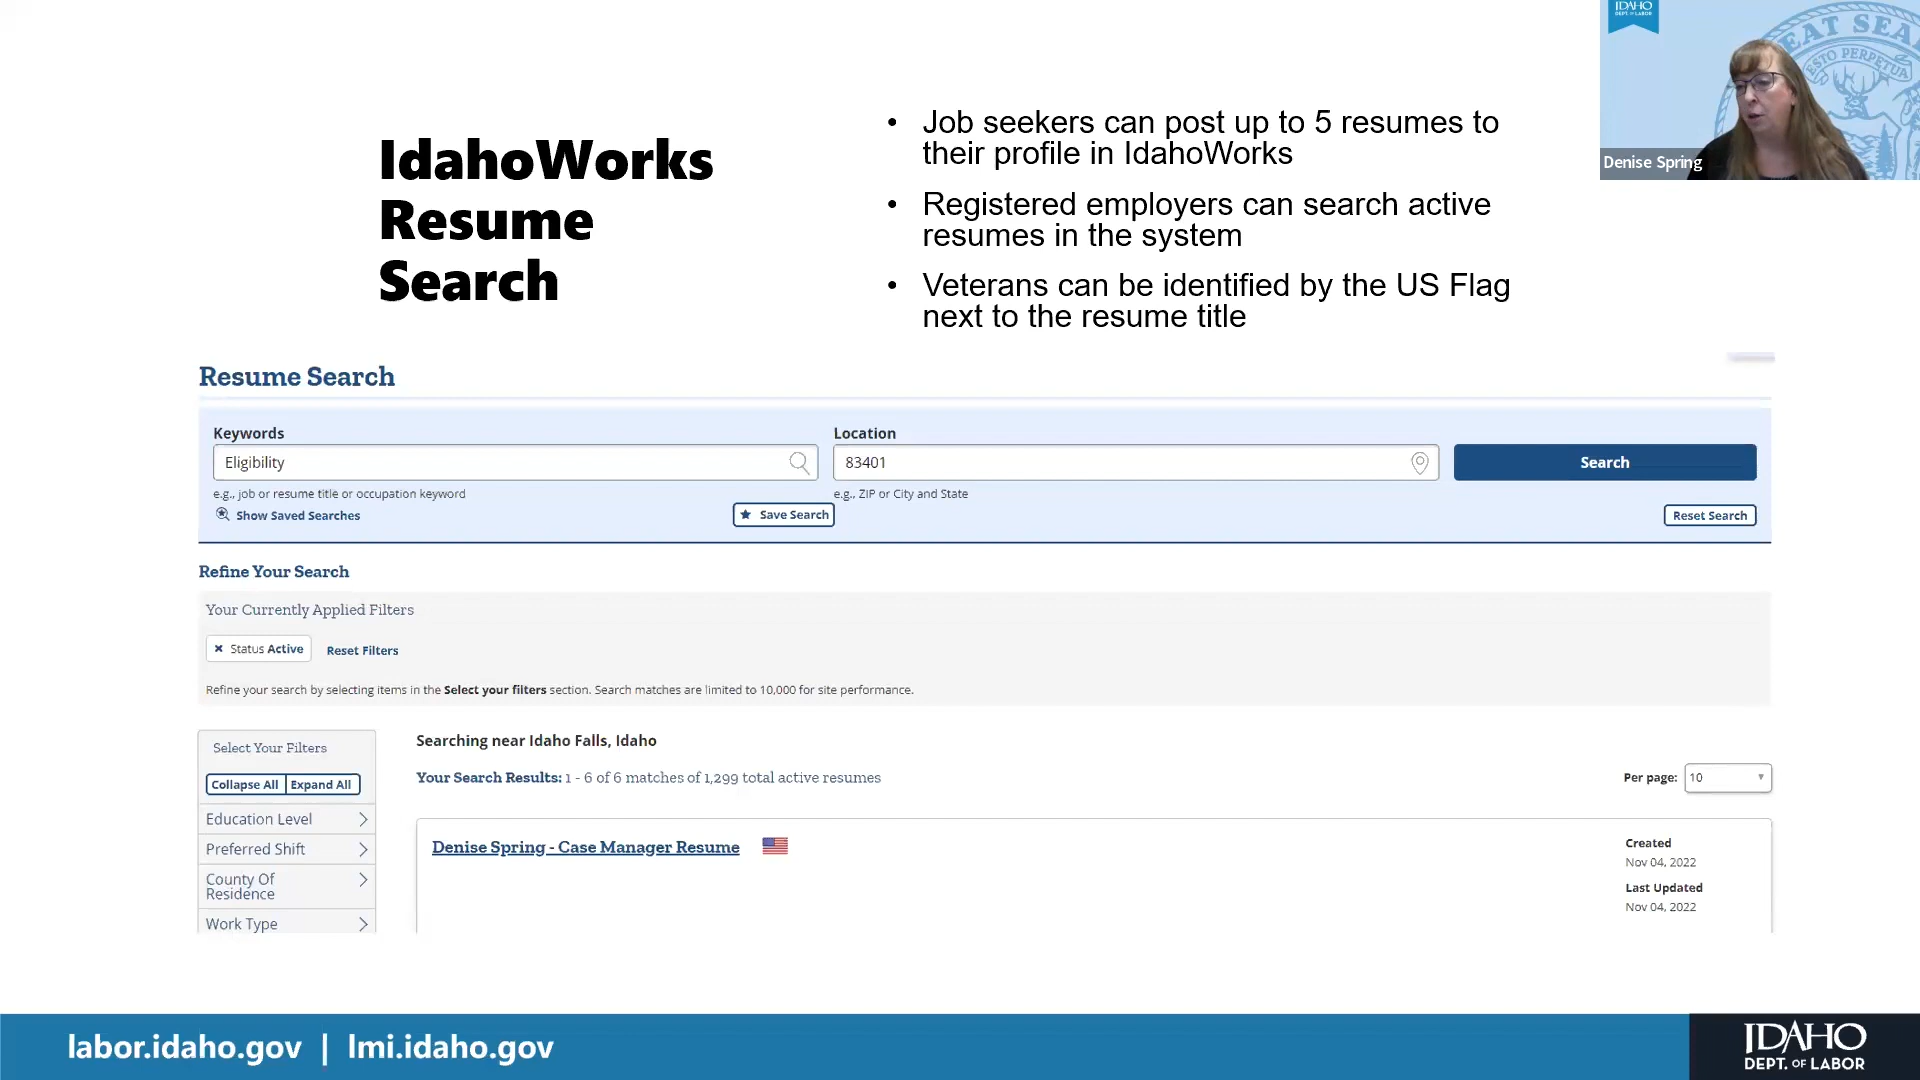 IdahoWorks
Resume
Search
• Job seekers can post up to 5 resumes to
their profile in IdahoWorks
• Registered employers can search active
resumes in the system
• Veterans can be identified by the US Flag
next to the resume title
IDAHO
DEPT. OF LABOR
EAT SEA
ESTO PERPETUA
Denise Spring
Resume Search
Keywords
Location
Eligibility
83401
Search
e.g., job or resume title or occupation keyword
e.g., ZIP or City and State
Show Saved Searches
Save Search
Reset Search
Refine Your Search
Your Currently Applied Filters
× Status Active
Reset Filters
Refine your search by selecting items in the Select your filters section. Search matches are limited to 10,000 for site performance.
Select Your Filters
Collapse All
Expand All
Education Level
Preferred Shift
County Of
Residence
Work Type
Searching near Idaho Falls, Idaho
Your Search Results: 1 - 6 of 6 matches of 1,299 total active resumes
Per page: 10
Denise Spring - Case Manager Resume
Created
Nov 04, 2022
Last Updated
Nov 04, 2022
labor.idaho.gov | lmi.idaho.gov
IDAHO
DEPT. OF LABOR